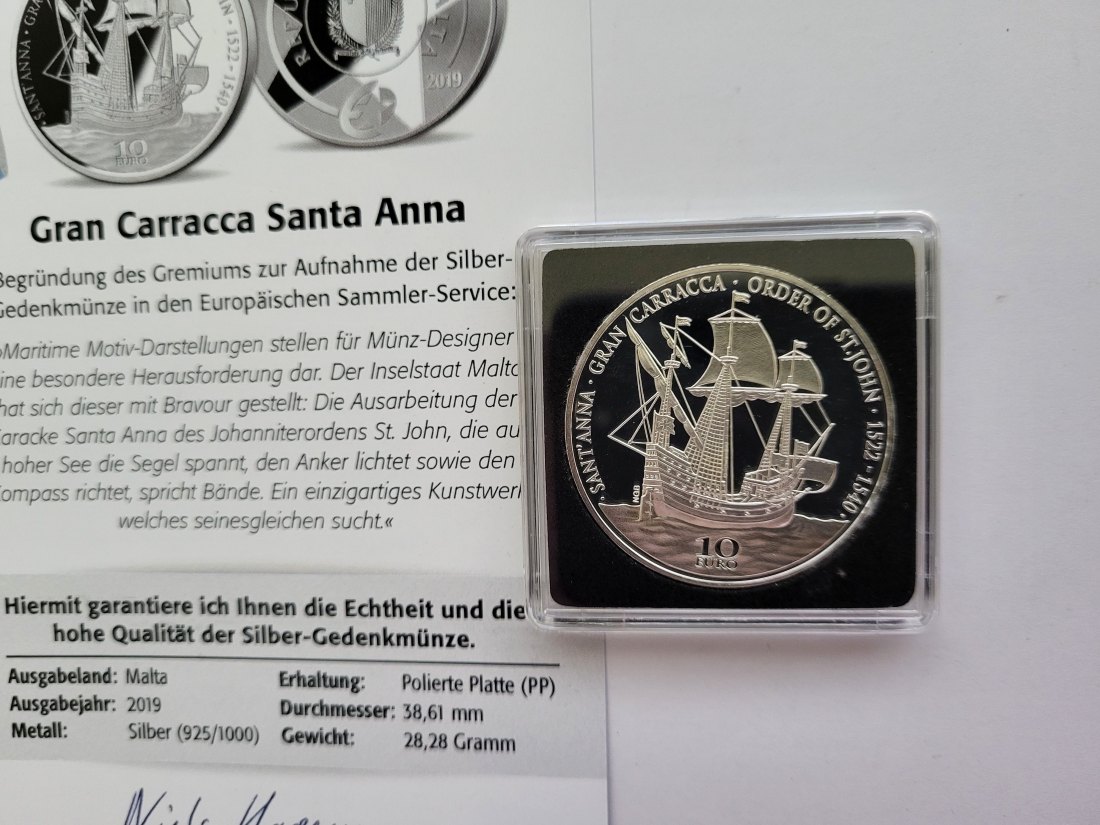 SANT'ANNA · GRA
N · 1522 - 1540 ·
10
EURO
2019
Gran Carracca Santa Anna
Begründung des Gremiums zur Aufnahme der Silber-
Gedenkmünze in den Europäischen Sammler-Service:
»Maritime Motiv-Darstellungen stellen für Münz-Designer
ine besondere Herausforderung dar. Der Inselstaat Malta
hat sich dieser mit Bravour gestellt: Die Ausarbeitung der
Karacke Santa Anna des Johanniterordens St. John, die au
hoher See die Segel spannt, den Anker lichtet sowie den
Kompass richtet, spricht Bände. Ein einzigartiges Kunstwerk
welches seinesgleichen sucht.«
Hiermit garantiere ich Ihnen die Echtheit und die
hohe Qualität der Silber-Gedenkmünze.
Ausgabeland: Malta
Ausgabejahr: 2019
Metall: Silber (925/1000)
Erhaltung: Polierte Platte (PP)
Durchmesser: 38,61 mm
Gewicht: 28,28 Gramm
· SANT'ANNA · GRAN CARRACCA · ORDER OF ST.JOHN · 1522 - 1540 ·
NGB
10
EURO